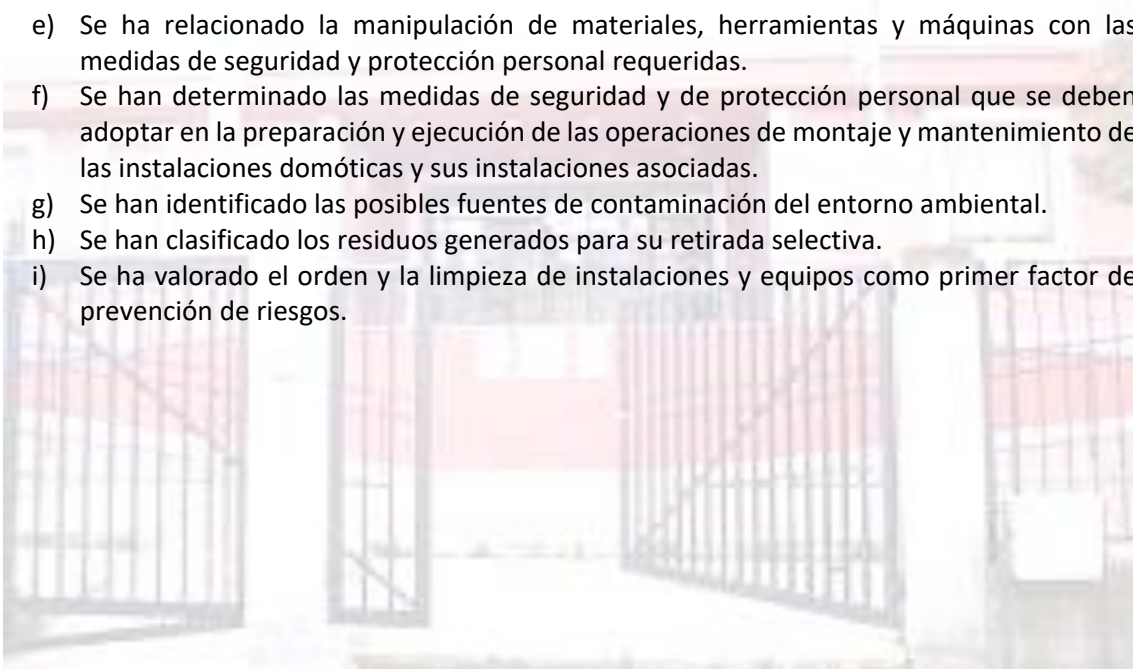 e) Se ha relacionado la manipulación de materiales, herramientas y máquinas con las
medidas de seguridad y protección personal requeridas.
f) Se han determinado las medidas de seguridad y de protección personal que se deben
adoptar en la preparación y ejecución de las operaciones de montaje y mantenimiento de
las instalaciones domóticas y sus instalaciones asociadas.
g) Se han identificado las posibles fuentes de contaminación del entorno ambiental.
h) Se han clasificado los residuos generados para su retirada selectiva.
i) Se ha valorado el orden y la limpieza de instalaciones y equipos como primer factor de
prevención de riesgos.